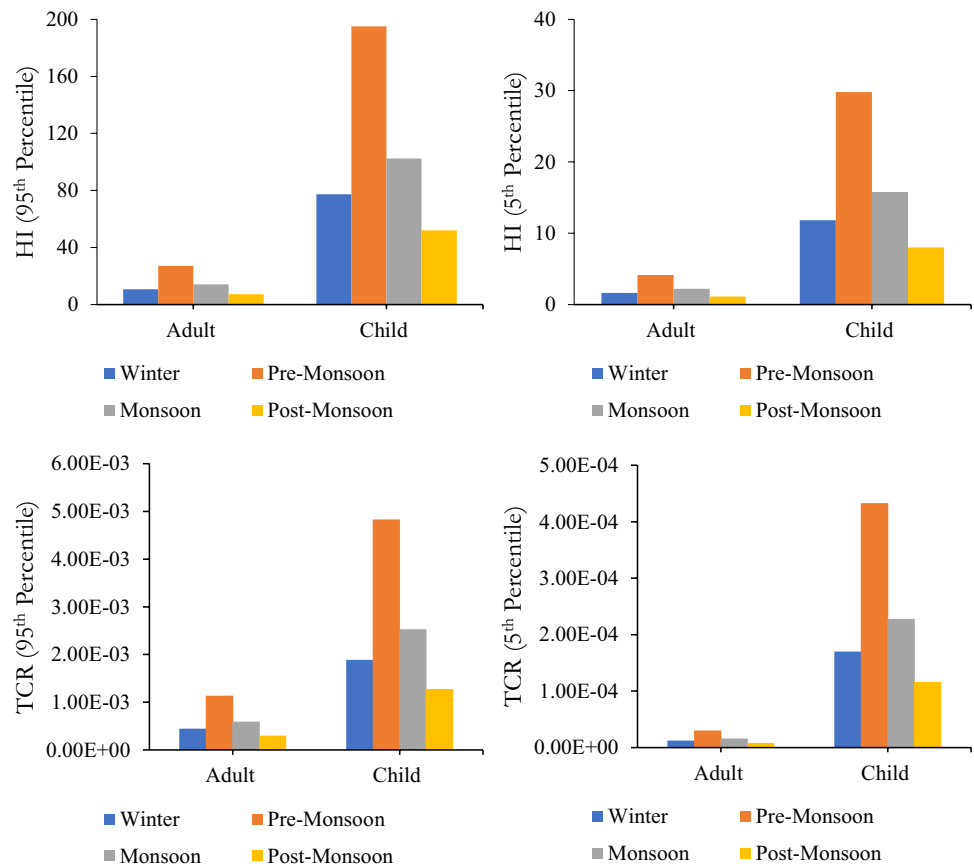 HI (95th Percentile)
200
160
120
80
40
0
Adult
Child
Winter
Pre-Monsoon
Monsoon
Post-Monsoon
HI (5th Percentile)
40
30
20
10
0
Adult
Child
Winter
Pre-Monsoon
Monsoon
Post-Monsoon
TCR (95th Percentile)
6.00E-03
5.00E-03
4.00E-03
3.00E-03
2.00E-03
1.00E-03
0.00E+00
Adult
Child
Winter
Pre-Monsoon
Monsoon
Post-Monsoon
TCR (5th Percentile)
5.00E-04
4.00E-04
3.00E-04
2.00E-04
1.00E-04
0.00E+00
Adult
Child
Winter
Pre-Monsoon
Monsoon
Post-Monsoon